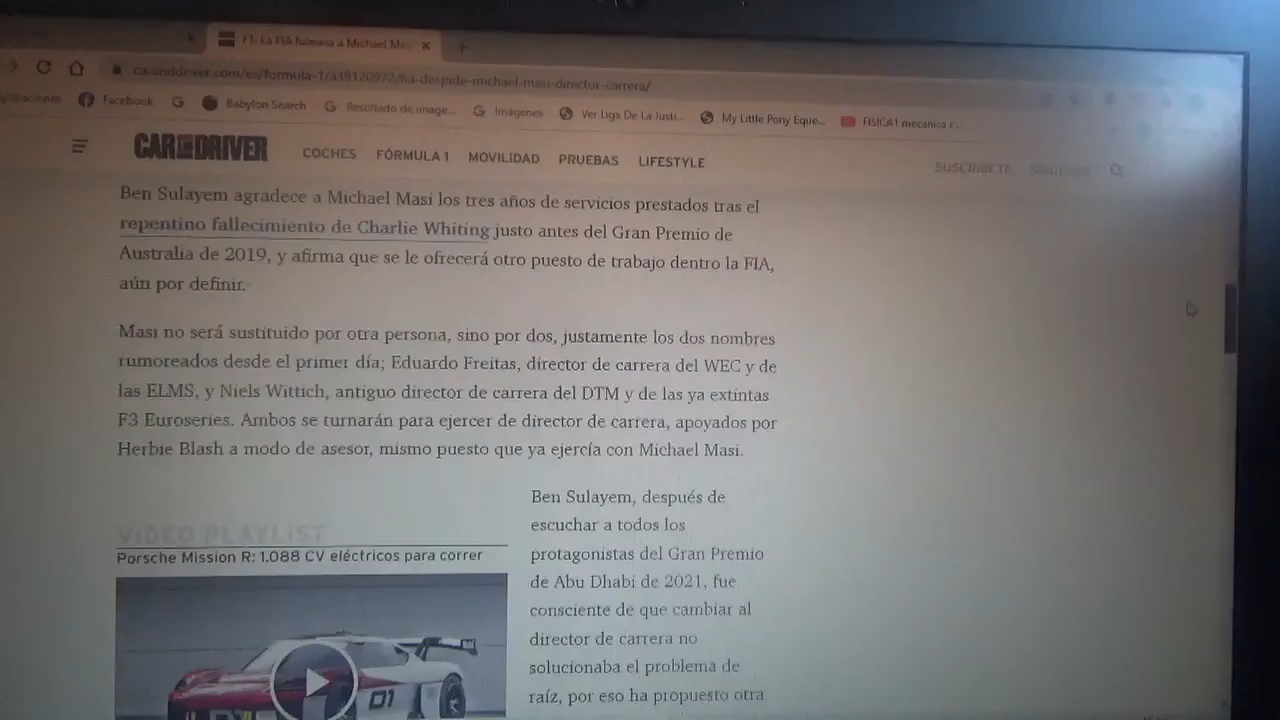 F1: La FIA fulmina a Michael Mas
caranddriver.com/es/formula-1/a39120972/fia-despide-michael-masi-director-carrera/
Facebook G Babylon Search Resultado de image... Imágenes Ver Liga De La Justi... My Little Pony Eque... FISICA1 mecanica c...
CAR AND DRIVER COCHES FÓRMULA 1 MOVILIDAD PRUEBAS LIFESTYLE SUSCRÍBETE
Ben Sulayem agradece a Michael Masi los tres años de servicios prestados tras el
repentino fallecimiento de Charlie Whiting justo antes del Gran Premio de
Australia de 2019, y afirma que se le ofrecerá otro puesto de trabajo dentro la FIA,
aún por definir.
Masi no será sustituido por otra persona, sino por dos, justamente los dos nombres
rumoreados desde el primer día; Eduardo Freitas, director de carrera del WEC y de
las ELMS, y Niels Wittich, antiguo director de carrera del DTM y de las ya extintas
F3 Euroseries. Ambos se turnarán para ejercer de director de carrera, apoyados por
Herbie Blash a modo de asesor, mismo puesto que ya ejercía con Michael Masi.
VIDEO PLAYLIST
Porsche Mission R: 1.088 CV eléctricos para correr
01
Ben Sulayem, después de
escuchar a todos los
protagonistas del Gran Premio
de Abu Dhabi de 2021, fue
consciente de que cambiar al
director de carrera no
solucionaba el problema de
raíz, por eso ha propuesto otra